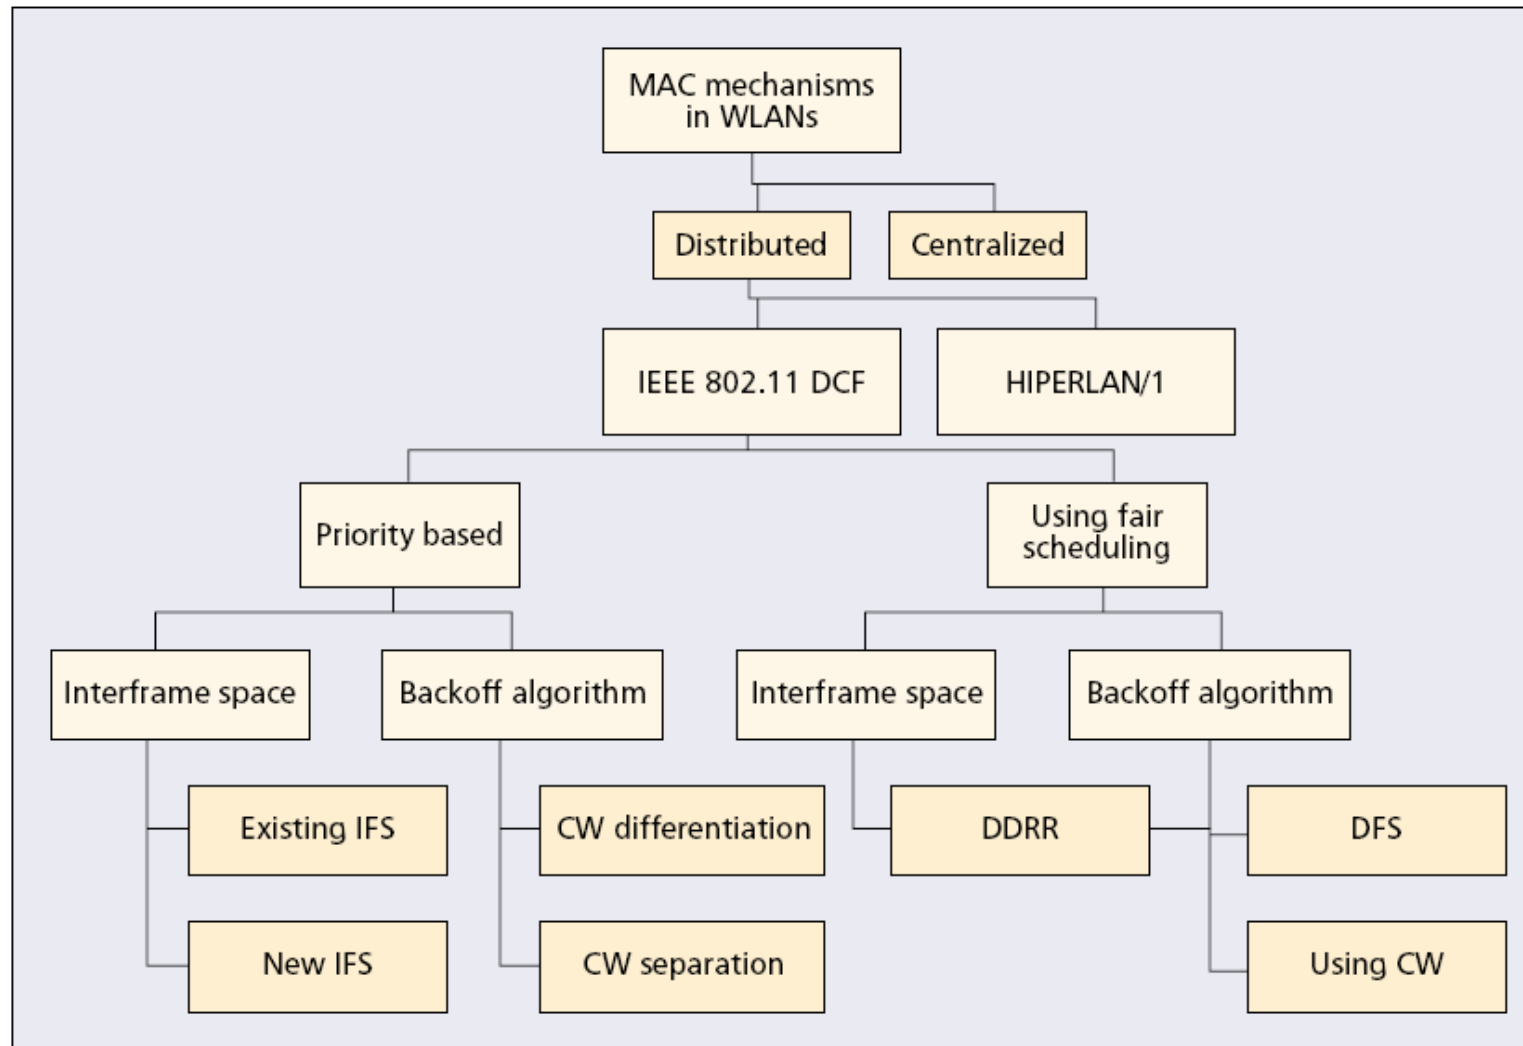 MAC mechanisms
in WLANs
Distributed
Centralized
IEEE 802.11 DCF
HIPERLAN/1
Priority based
Using fair
scheduling
Interframe space
Backoff algorithm
Interframe space
Backoff algorithm
Existing IFS
CW differentiation
DDRR
DFS
New IFS
CW separation
Using CW